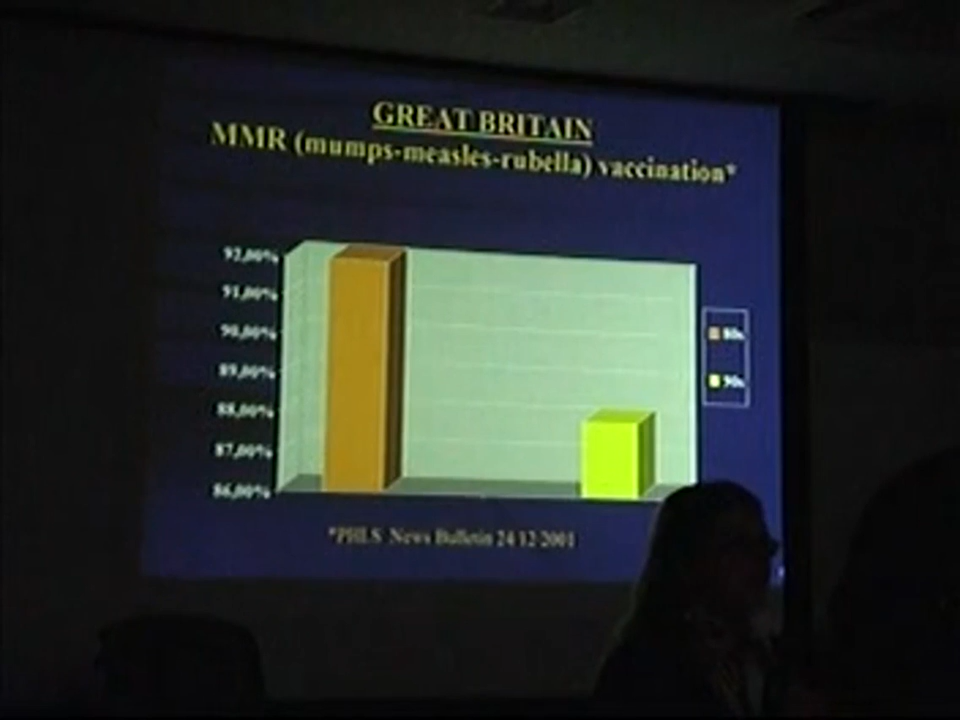 GREAT BRITAIN
MMR (mumps-measles-rubella) vaccination*
92,00%
91,00%
90,00%
89,00%
88,00%
87,00%
86,00%
80s
90s
*PHLS News Bulletin 24/12/2001